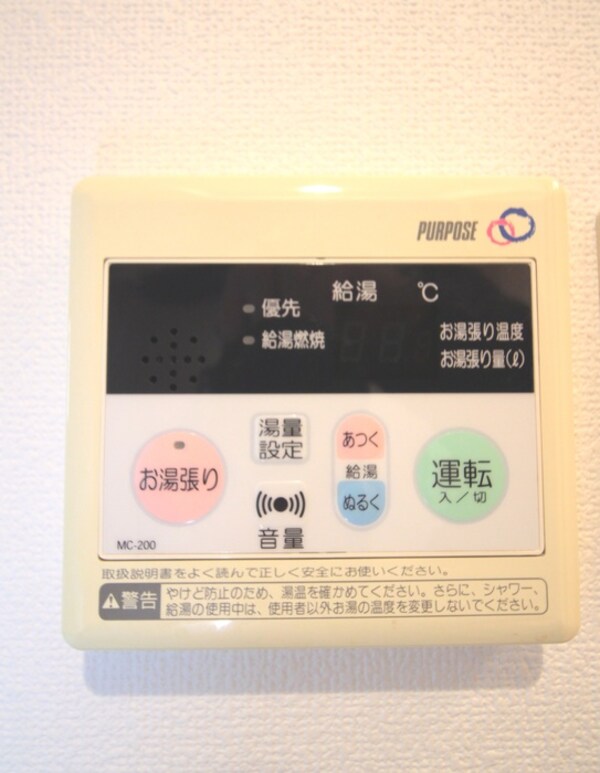 PURPOSE
給湯 ℃
優先
給湯燃焼
お湯張り温度
お湯張り量(ℓ)
お湯張り
湯量
設定
音量
あつく
給湯
ぬるく
運転
入／切
MC-200
取扱説明書をよく読んで正しく安全にお使いください。
警告
やけど防止のため、湯温を確かめてください。さらに、シャワー、
給湯の使用中は、使用者以外お湯の温度を変更しないでください。